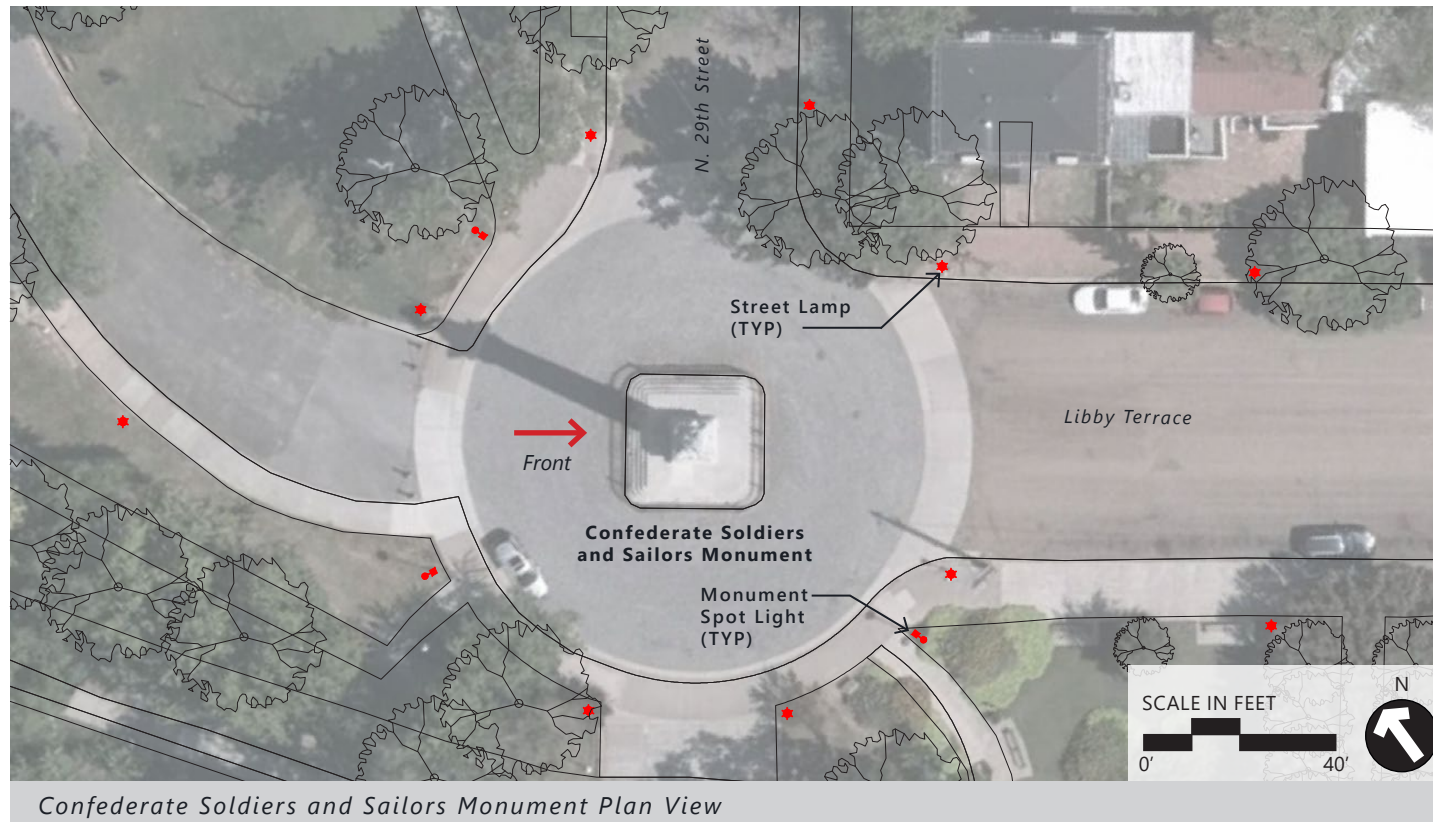 N. 29th Street
Street Lamp
(TYP)
Libby Terrace
Front
Confederate Soldiers
and Sailors Monument
Monument
Spot Light
(TYP)
SCALE IN FEET
0'
40'
N
Confederate Soldiers and Sailors Monument Plan View